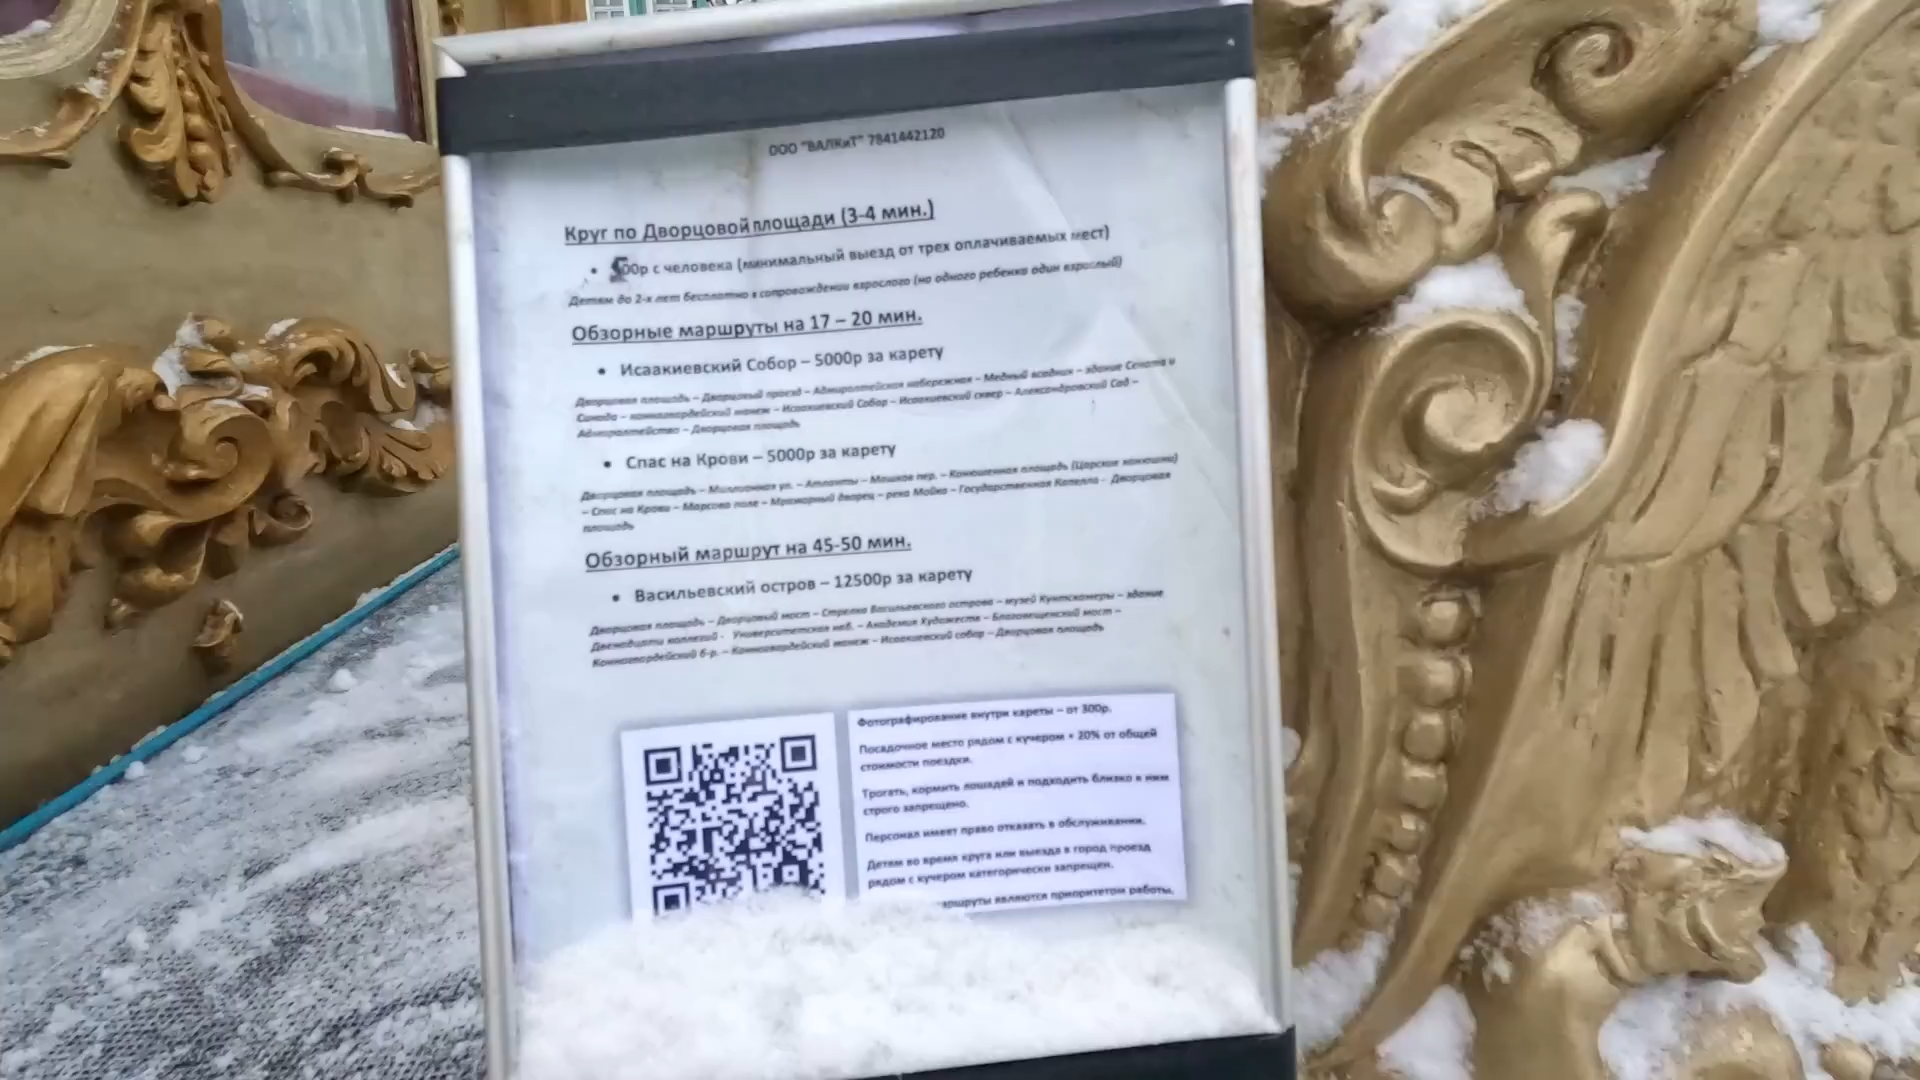 ООО "ВАЛКиТ" 7841442120
Круг по Дворцовой площади (3-4 мин.)
• 500р с человека (минимальный выезд от трех оплачиваемых мест)
Детям до 2-х лет бесплатно в сопровождении взрослого (на одного ребенка один взрослый)
Обзорные маршруты на 17 – 20 мин.
• Исаакиевский Собор – 5000р за карету
Дворцовая площадь – Дворцовый проезд – Адмиралтейская набережная – Медный всадник – здание Сената и
Синода – конногвардейский манеж – Исаакиевский Собор – Исаакиевский сквер – Александровский Сад –
Адмиралтейство – Дворцовая площадь
• Спас на Крови – 5000р за карету
Дворцовая площадь – Миллионная ул. – Атланты – Мошков пер. – Конюшенная площадь (Царские конюшни)
– Спас на Крови – Марсово поле – Мраморный дворец – река Мойка – Государственная Капелла - Дворцовая
площадь
Обзорный маршрут на 45-50 мин.
• Васильевский остров – 12500р за карету
Дворцовая площадь – Дворцовый мост – Стрелка Васильевского острова – музей Кунтскамеры – здание
Двенадцати коллегий - Университетская наб. – Академия Художеств – Благовещенский мост –
Конногвардейский б-р. – Конногвардейский манеж – Исаакиевский собор – Дворцовая площадь
Фотографирование внутри кареты – от 300р.
Посадочное место рядом с кучером + 20% от общей
стоимости поездки.
Трогать, кормить лошадей и подходить близко к ним
строго запрещено.
Персонал имеет право отказать в обслуживании.
Детям во время круга или выезда в город проезд
рядом с кучером категорически запрещен.
являются приоритетом работы.